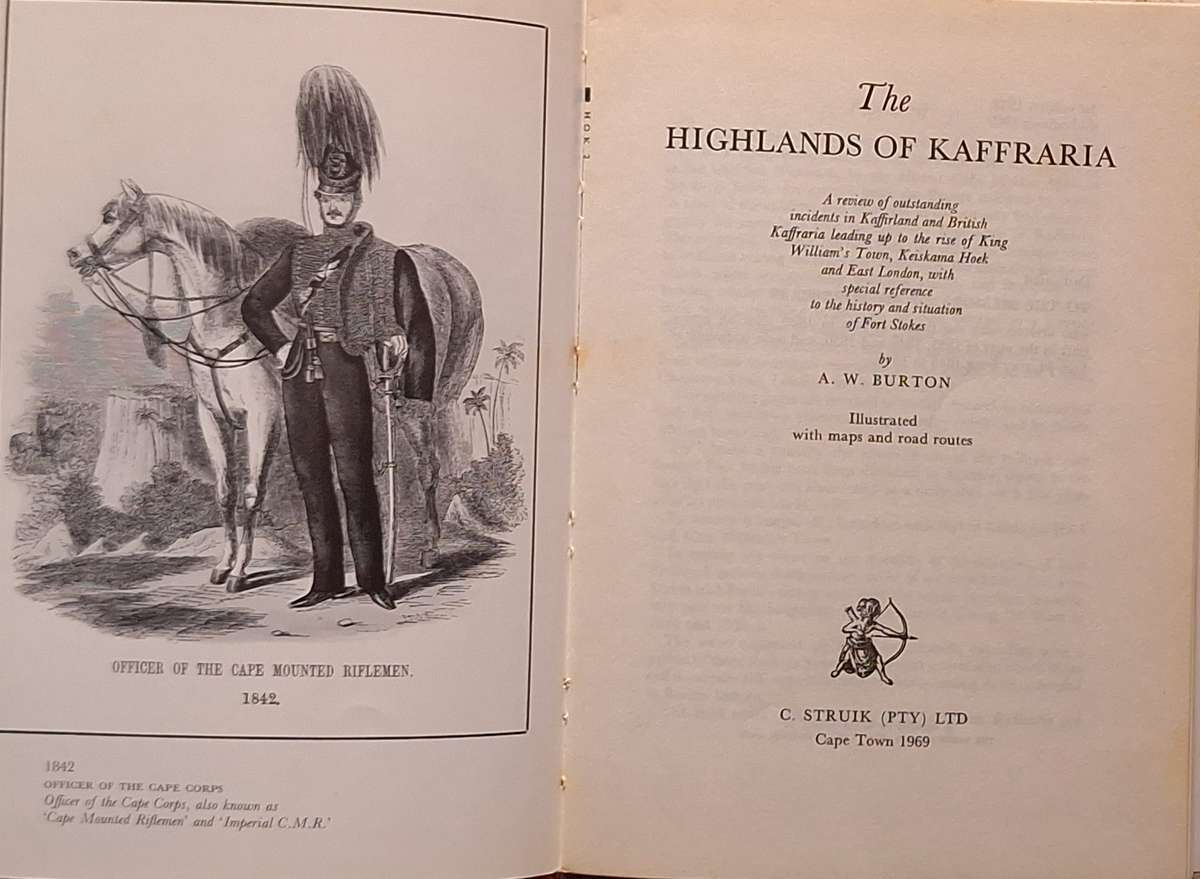 OFFICER OF THE CAPE MOUNTED RIFLEMEN.
1842.
1842
OFFICER OF THE CAPE CORPS
Officer of the Cape Corps, also known as
'Cape Mounted Riflemen' and 'Imperial C.M.R.'
HOK 2
The
HIGHLANDS OF KAFFRARIA
A review of outstanding
incidents in Kaffirland and British
Kaffraria leading up to the rise of King
William's Town, Keiskama Hoek
and East London, with
special reference
to the history and situation
of Fort Stokes
by
A. W. BURTON
Illustrated
with maps and road routes
C. STRUIK (PTY) LTD
Cape Town 1969